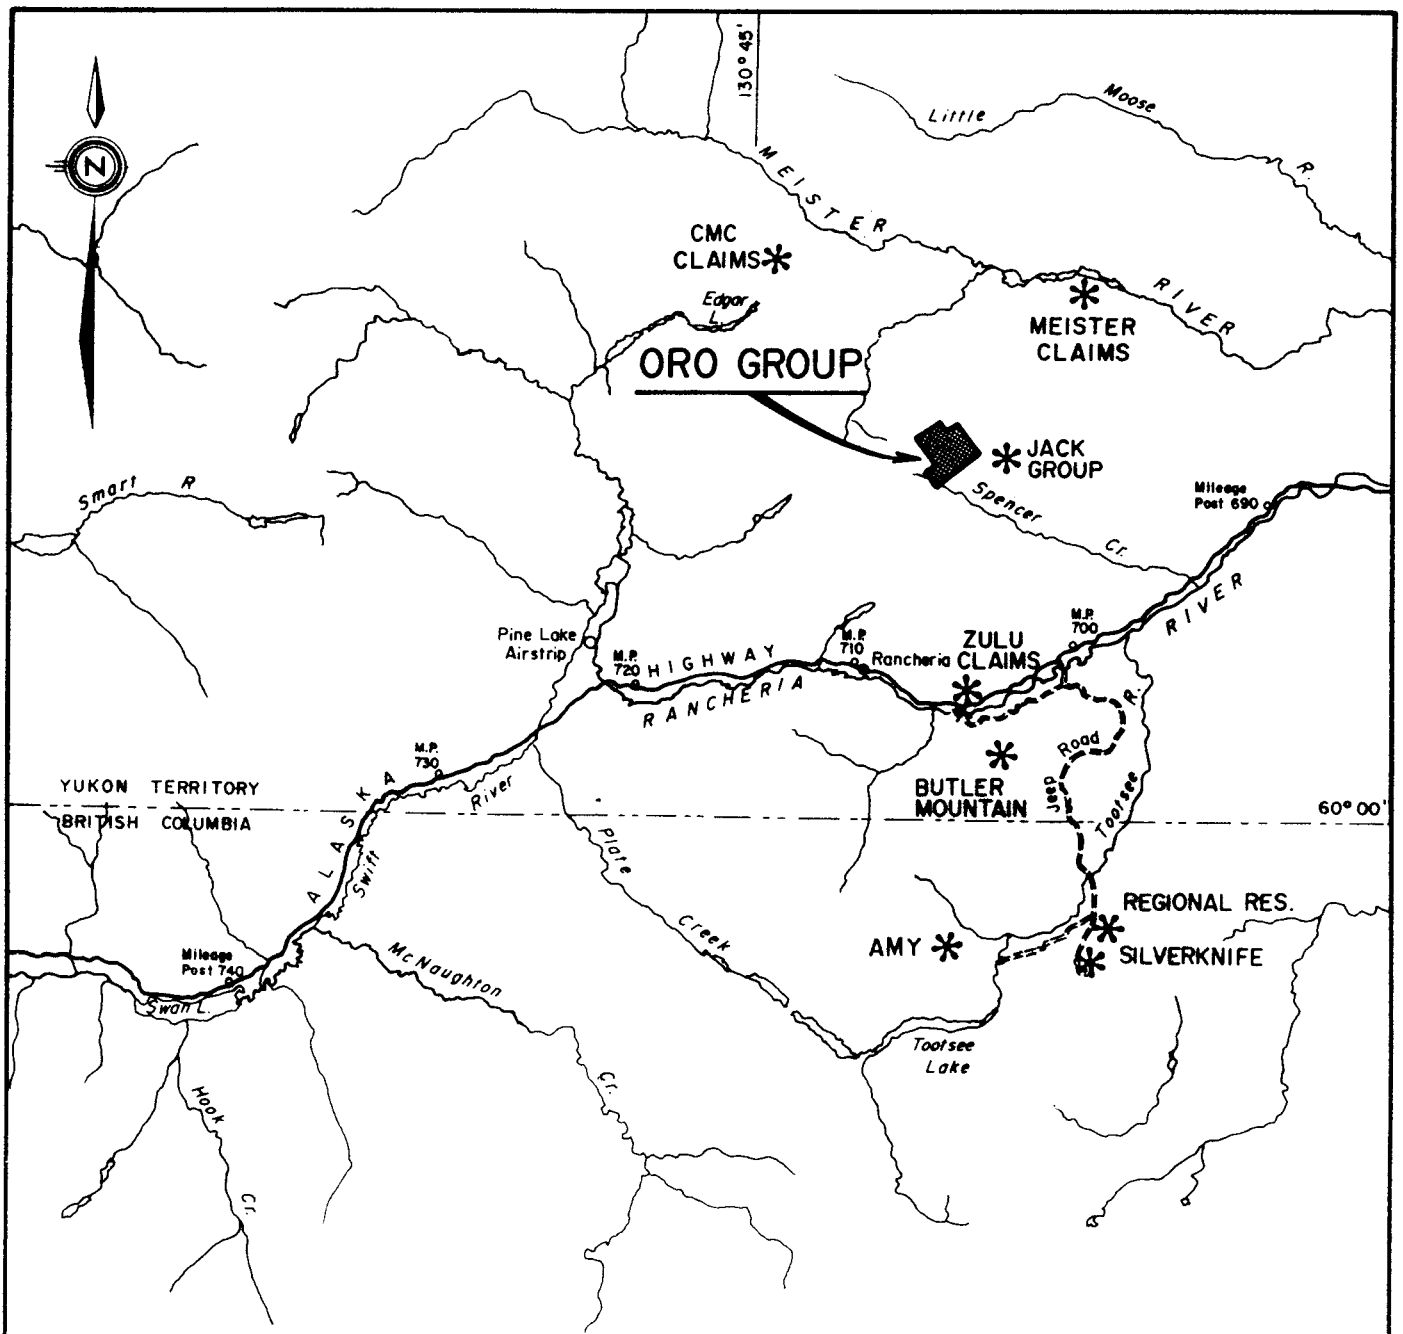 130° 45'
Little Moose R.
N
MEISTER RIVER
CMC
CLAIMS
Edgar
L.
MEISTER
CLAIMS
ORO GROUP
JACK
GROUP
Smart R
Spencer Cr.
Mileage
Post 690
RIVER
Pine Lake
Airstrip
M.P.
720
HIGHWAY
RANCHERIA
M.P.
710
Rancheria
ZULU
CLAIMS
M.P.
700
R.
Road
Jeep
Tootsee
BUTLER
MOUNTAIN
M.P.
730
River
YUKON TERRITORY
BRITISH COLUMBIA
60° 00'
ALASKA
Swift
Plate
Creek
REGIONAL RES.
AMY
SILVERKNIFE
Mileage
Post 740
McNaughton
Cr.
Swan L.
Tootsee
Lake
Hook
Cr.